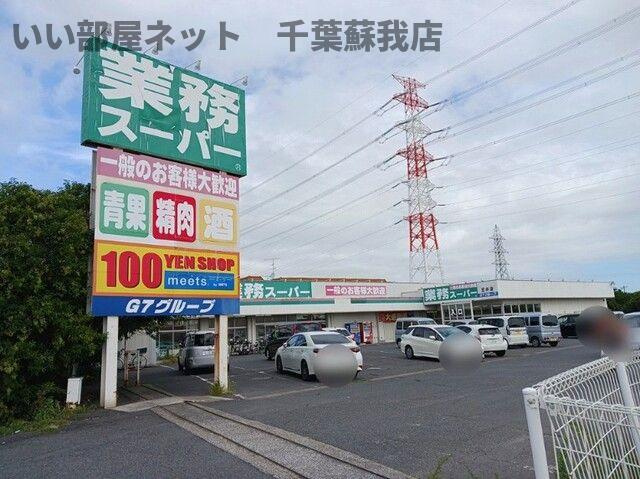 いい部屋ネット　千葉蘇我店
業務
スーパー
一般のお客様大歓迎
青果 精肉 酒
100 YEN SHOP
meets.
G7グループ
業務スーパー 一般のお客様大歓迎
業務スーパー
入口